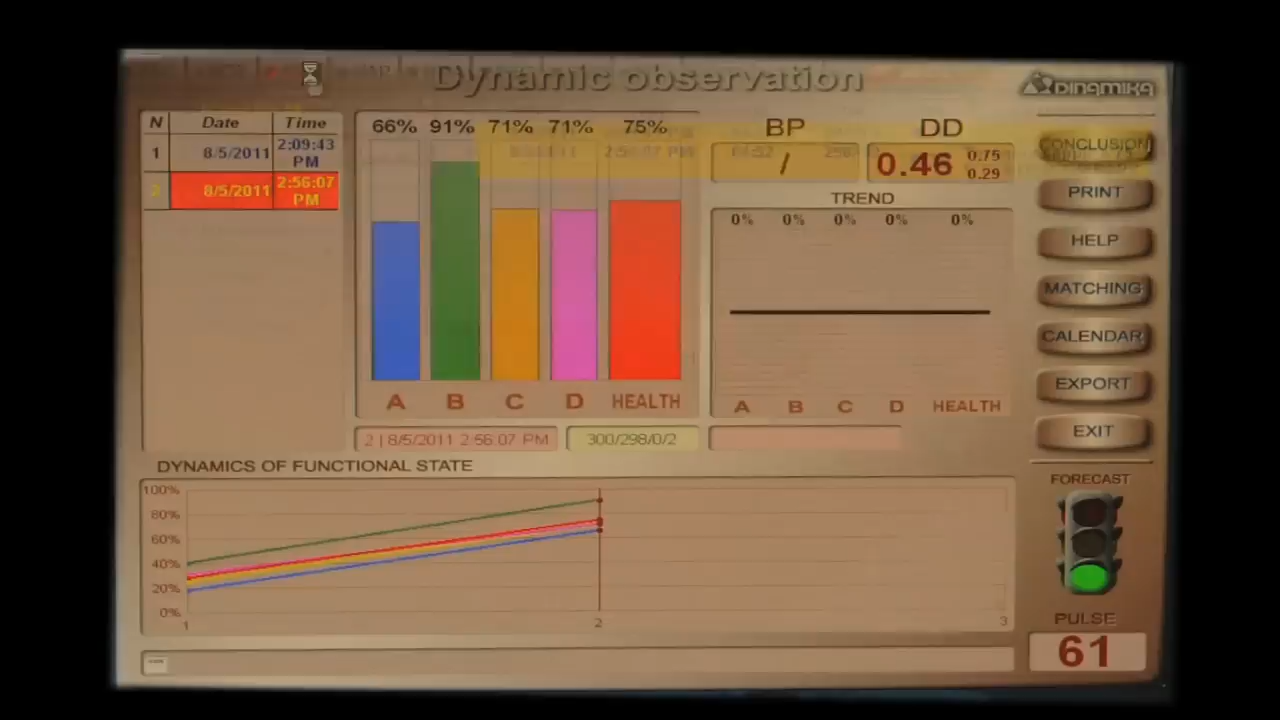 Dynamic observation
DINAMIKA
N Date Time
1 8/5/2011 2:09:43 PM
2 8/5/2011 2:56:07 PM
66% 91% 71% 71% 75%
A B C D HEALTH
2 | 8/5/2011 2:56:07 PM
300/298/0/2
BP
/
DD
0.46 0.75
0.29
TREND
0% 0% 0% 0% 0%
A B C D HEALTH
CONCLUSION
PRINT
HELP
MATCHING
CALENDAR
EXPORT
EXIT
DYNAMICS OF FUNCTIONAL STATE
100%
80%
60%
40%
20%
0%
1 2 3
FORECAST
PULSE
61